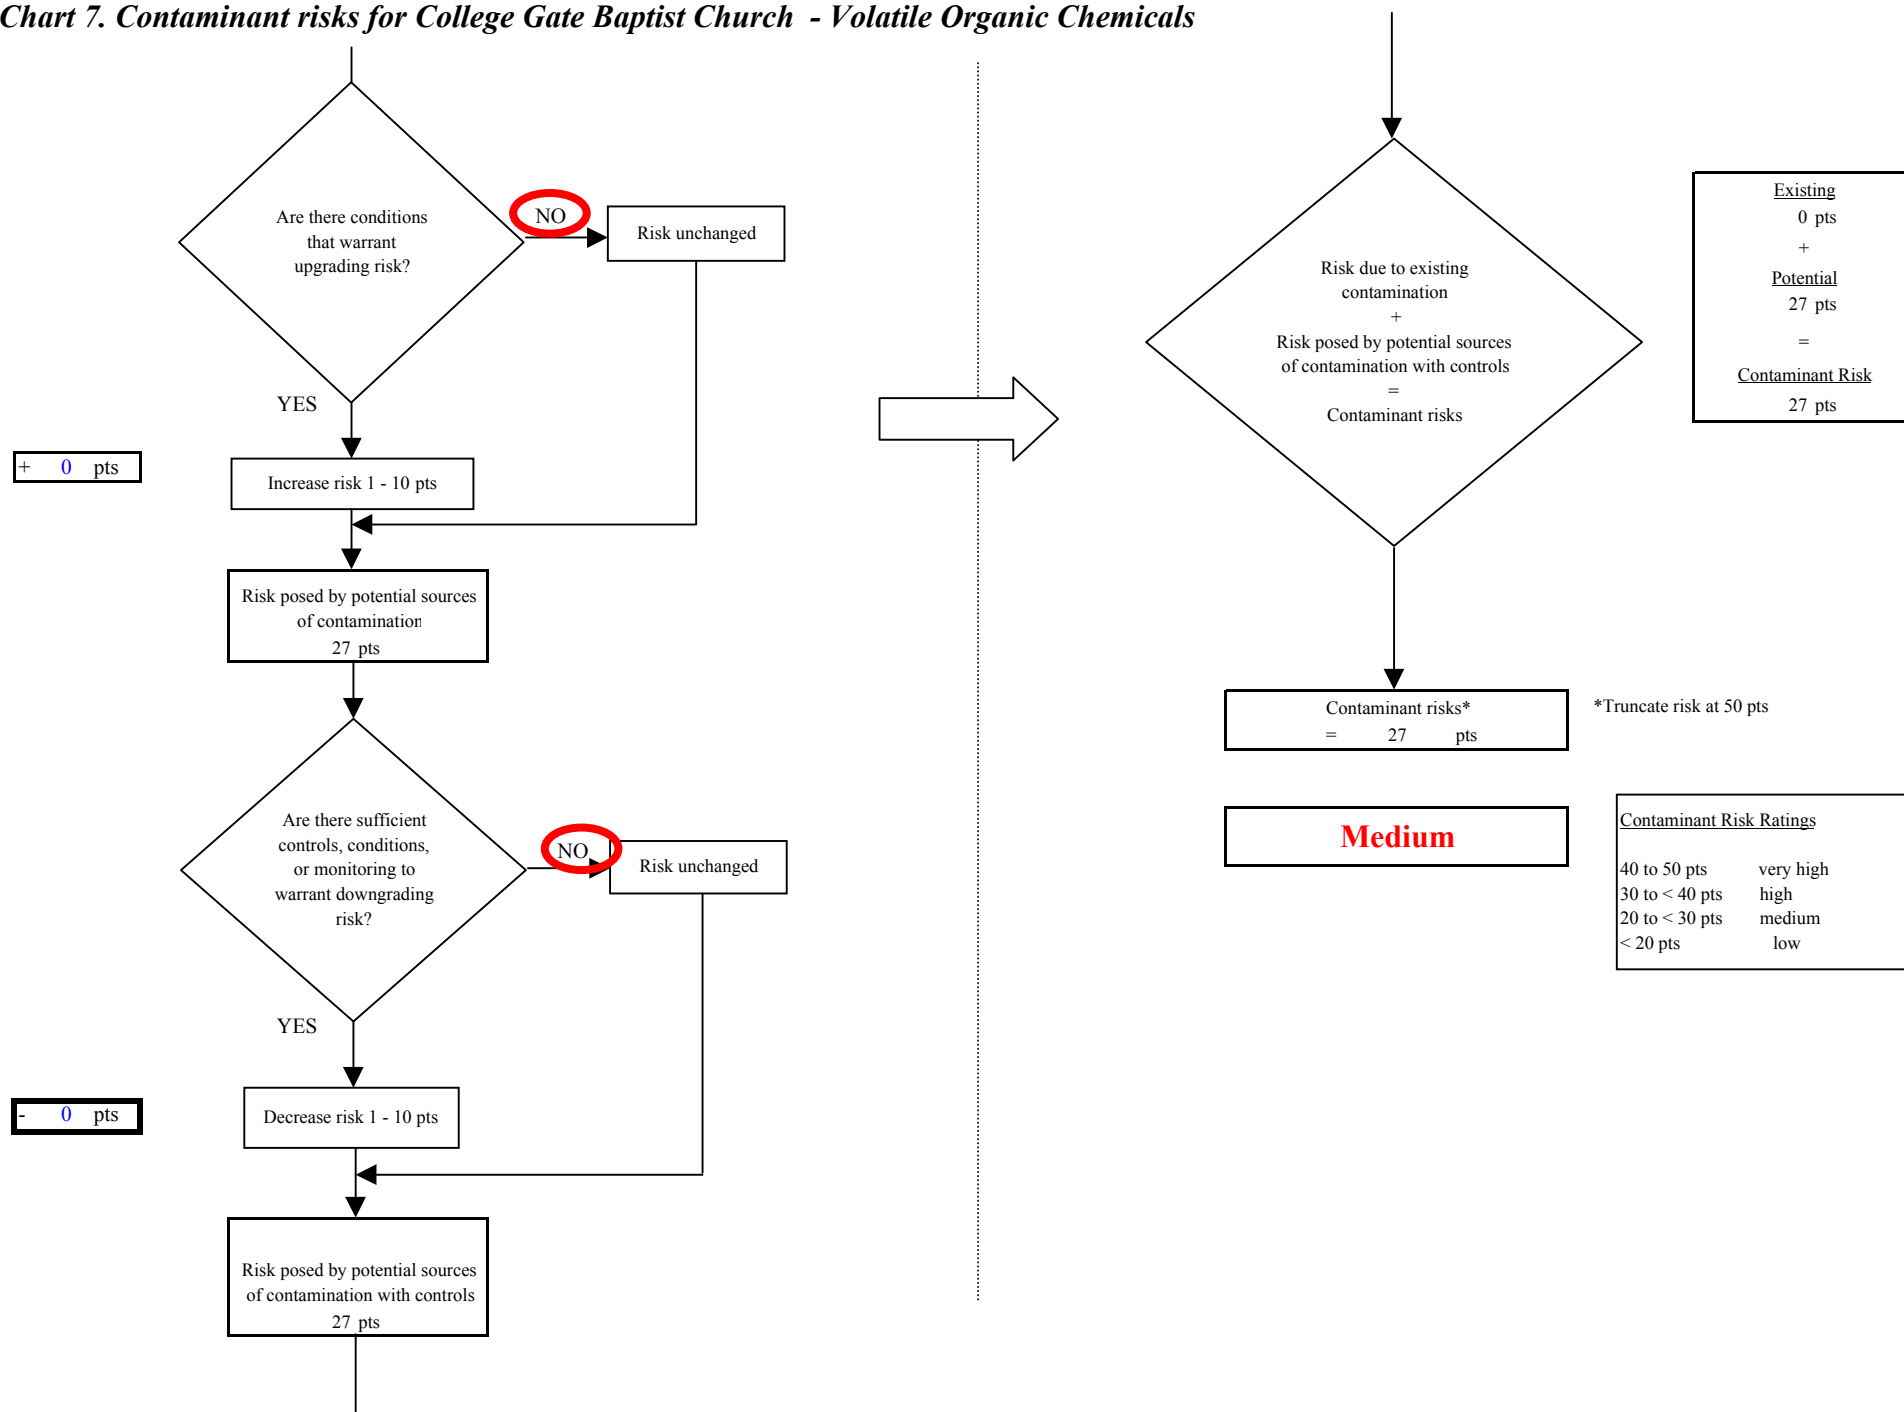 Chart 7. Contaminant risks for College Gate Baptist Church - Volatile Organic Chemicals
Are there conditions
that warrant
upgrading risk?
NO
Risk unchanged
YES
+ 0 pts
Increase risk 1 - 10 pts
Risk posed by potential sources
of contamination
27 pts
Are there sufficient
controls, conditions,
or monitoring to
warrant downgrading
risk?
NO
Risk unchanged
YES
- 0 pts
Decrease risk 1 - 10 pts
Risk posed by potential sources
of contamination with controls
27 pts
Risk due to existing
contamination
+
Risk posed by potential sources
of contamination with controls
=
Contaminant risks
Existing
0 pts
+
Potential
27 pts
=
Contaminant Risk
27 pts
Contaminant risks*
= 27 pts
*Truncate risk at 50 pts
Medium
Contaminant Risk Ratings
40 to 50 pts very high
30 to < 40 pts high
20 to < 30 pts medium
< 20 pts low